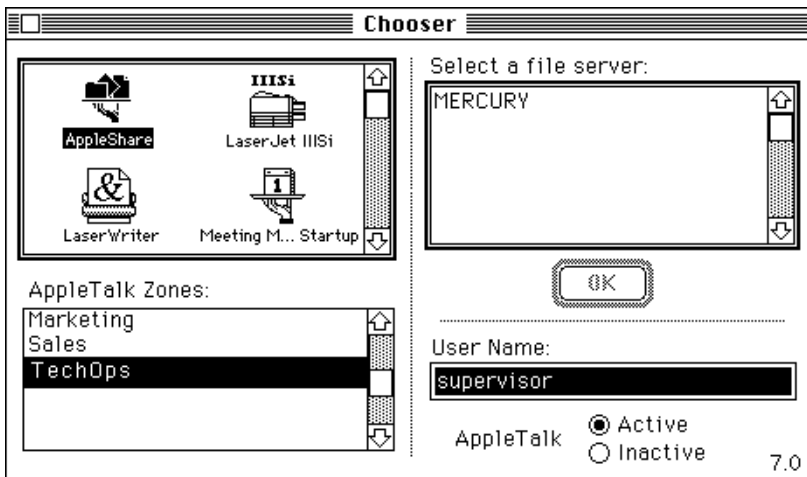 Chooser
IIISi
AppleShare
LaserJet IIISi
&
1
LaserWriter
Meeting M... Startup
AppleTalk Zones:
Marketing
Sales
TechOps
Select a file server:
MERCURY
OK
User Name:
supervisor
AppleTalk
Active
Inactive
7.0